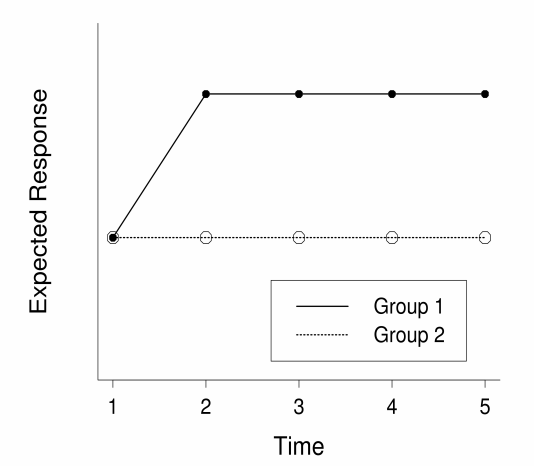 Expected Response
Group 1
Group 2
1 2 3 4 5
Time